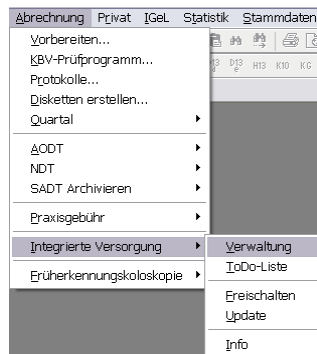 Abrechnung Privat IGeL Statistik Stammdaten
Vorbereiten...
KBV-Prüfprogramm...
Protokolle...
Disketten erstellen...
Quartal
AODT
NDT
SADT Archivieren
Praxisgebühr
Integrierte Versorgung
Früherkennungskoloskopie
D13 H13 K10 KG
Verwaltung
ToDo-Liste
Freischalten
Update
Info